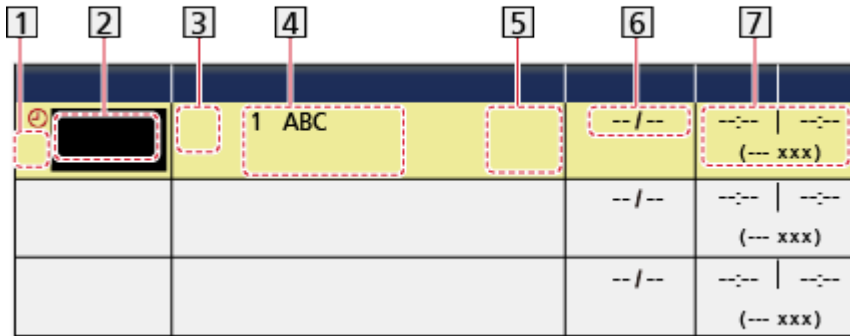 1 2 3 4 5 6 7
1 ABC --/-- --:-- | --:--
(--- xxx)
--/-- --:-- | --:--
(--- xxx)
--/-- --:-- | --:--
(--- xxx)